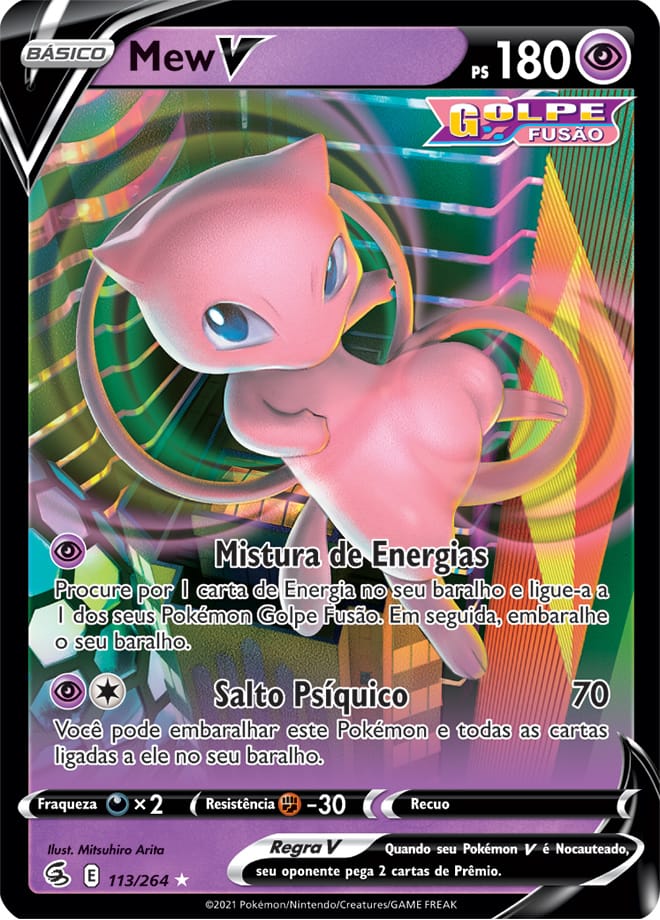 BÁSICO
Mew V
PS 180
GOLPE
FUSÃO
Mistura de Energias
Procure por 1 carta de Energia no seu baralho e ligue-a a
1 dos seus Pokémon Golpe Fusão. Em seguída, embaralhe
o seu baralho.
Salto Psíquico 70
Você pode embaralhar este Pokémon e todas as cartas
ligadas a ele no seu baralho.
Fraqueza ×2 Resistência -30 Recuo
Ilust. Mitsuhiro Arita
Regra V Quando seu Pokémon V é Nocauteado,
seu oponente pega 2 cartas de Prêmio.
E 113/264 ★
©2021 Pokémon/Nintendo/Creatures/GAME FREAK